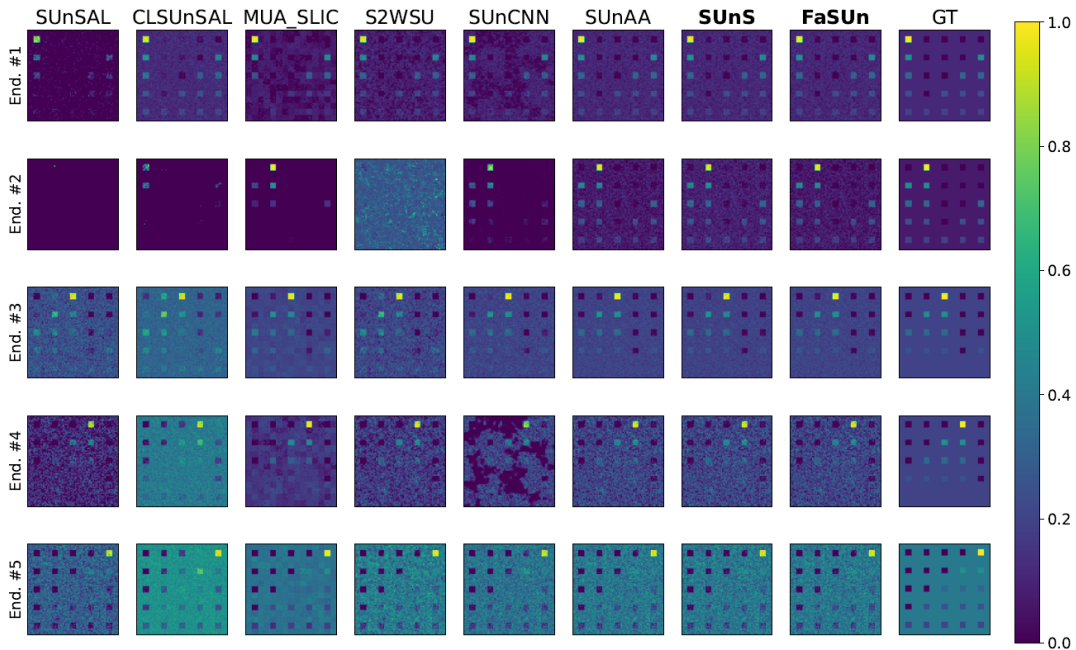 SUnSAL CLSUnSAL MUA_SLIC S2WSU SUnCNN SUnAA SUnS FaSUn GT
End. #1
End. #2
End. #3
End. #4
End. #5
1.0
0.8
0.6
0.4
0.2
0.0